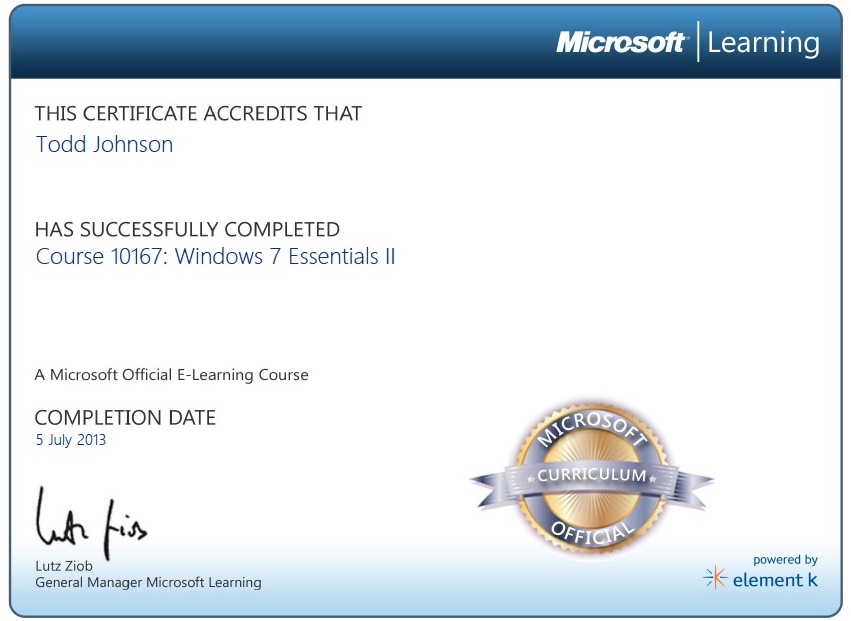 Microsoft | Learning
THIS CERTIFICATE ACCREDITS THAT
Todd Johnson
HAS SUCCESSFULLY COMPLETED
Course 10167: Windows 7 Essentials II
A Microsoft Official E-Learning Course
COMPLETION DATE
5 July 2013
MICROSOFT
CURRICULUM
OFFICIAL
Lutz Ziob
Lutz Ziob
General Manager Microsoft Learning
powered by
element k